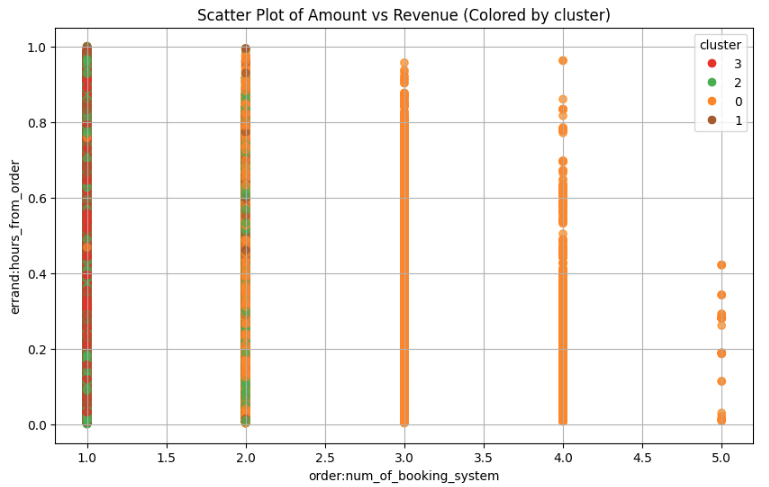 Scatter Plot of Amount vs Revenue (Colored by cluster)
cluster
3
2
0
1
1.0
0.8
0.6
0.4
0.2
0.0
errand:hours_from_order
1.0 1.5 2.0 2.5 3.0 3.5 4.0 4.5 5.0
order:num_of_booking_system